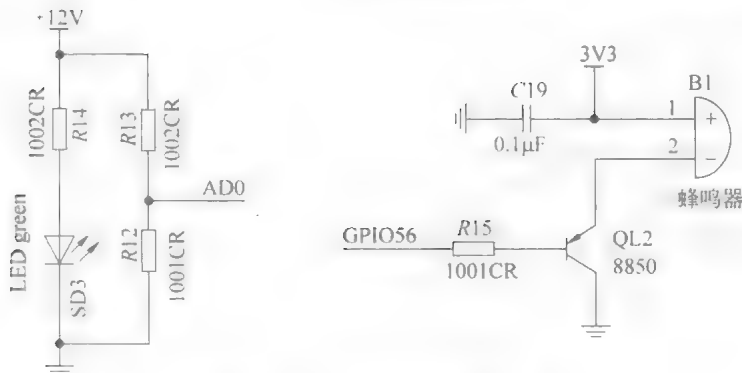 +12V
1002CR
R14
R13
1002CR
AD0
LED green
SD3
R12
1001CR
3V3
B1
C19
0.1μF
1
+
2
−
蜂鸣器
GPIO56
R15
1001CR
QL2
8850